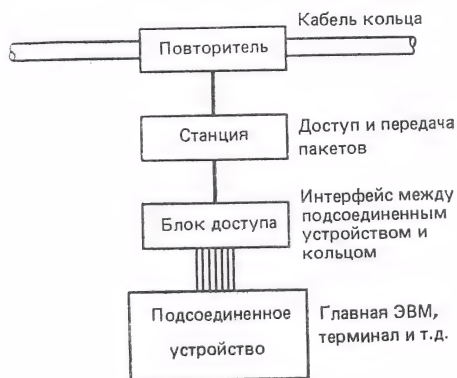 Кабель кольца
Повторитель
Станция
Доступ и передача
пакетов
Блок доступа
Интерфейс между
подсоединенным
устройством и
кольцом
Подсоединенное
устройство
Главная ЭВМ,
терминал и т.д.